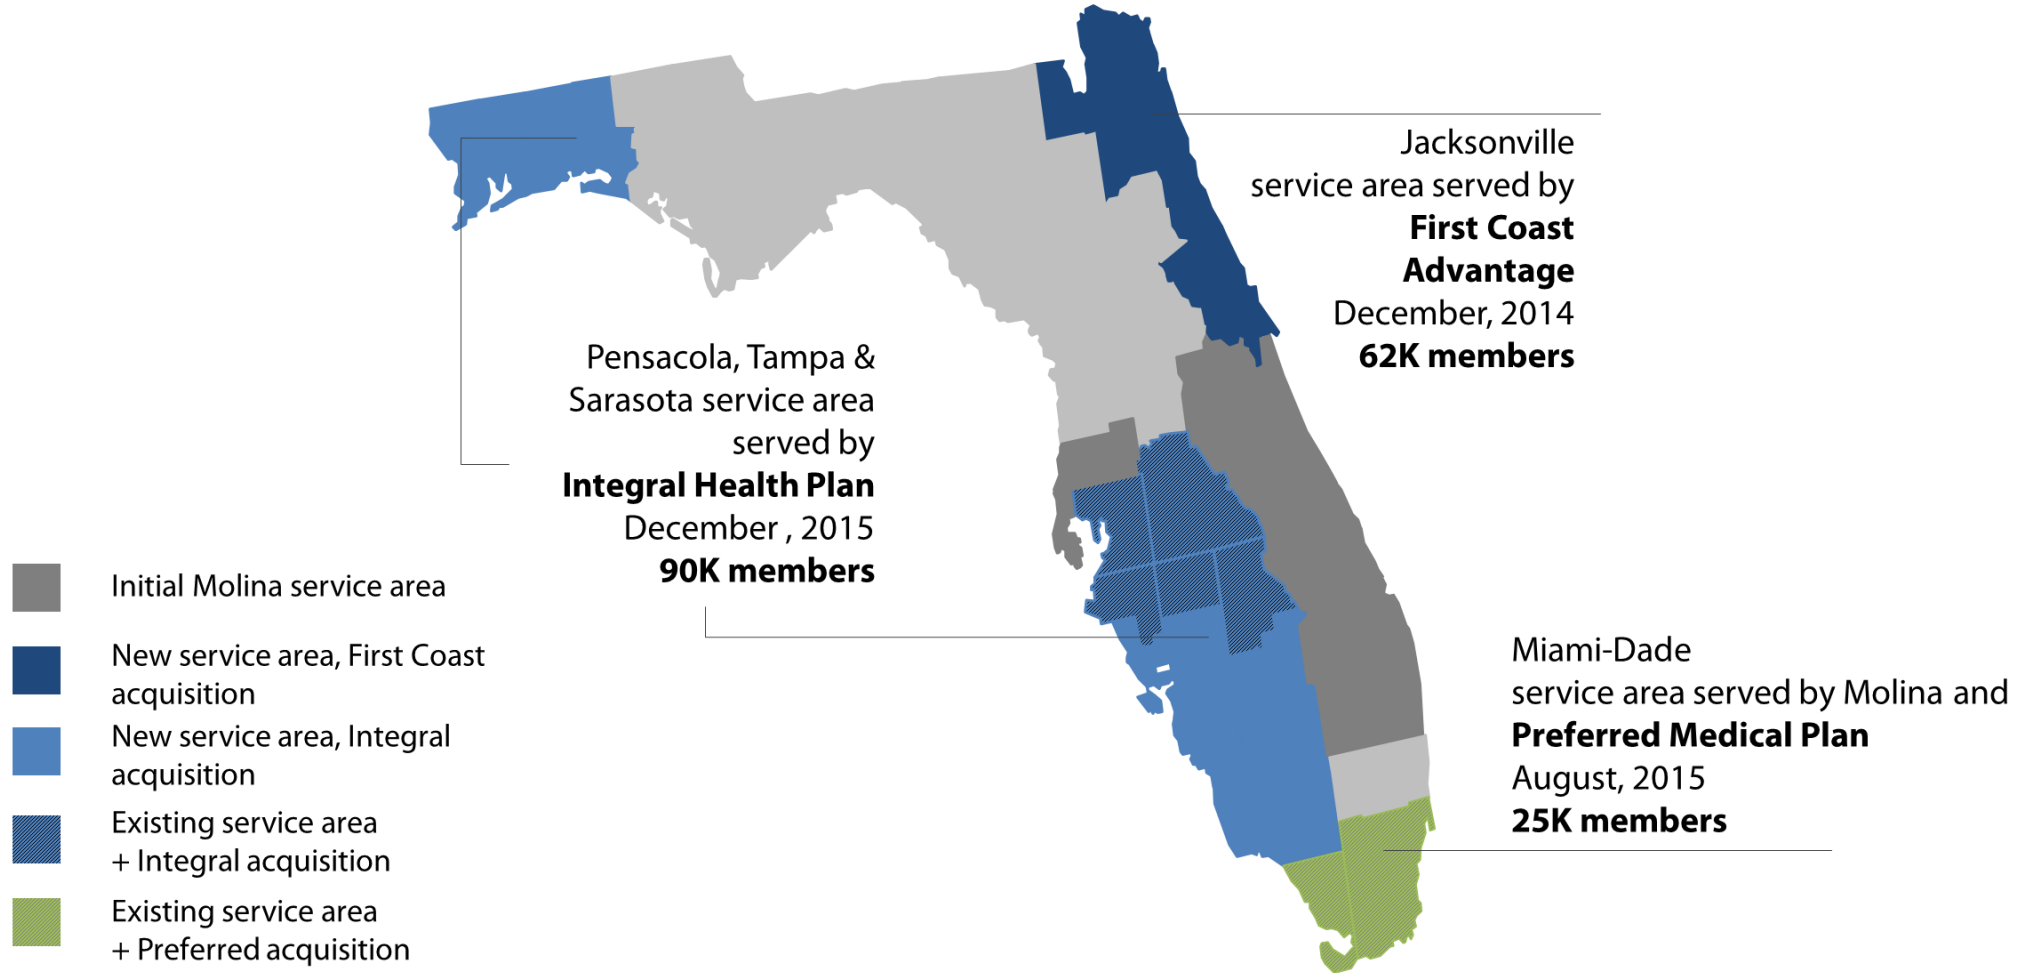 Jacksonville
service area served by
First Coast
Advantage
December, 2014
62K members
Pensacola, Tampa &
Sarasota service area
served by
Integral Health Plan
December , 2015
90K members
Miami-Dade
service area served by Molina and
Preferred Medical Plan
August, 2015
25K members
Initial Molina service area
New service area, First Coast
acquisition
New service area, Integral
acquisition
Existing service area
+ Integral acquisition
Existing service area
+ Preferred acquisition